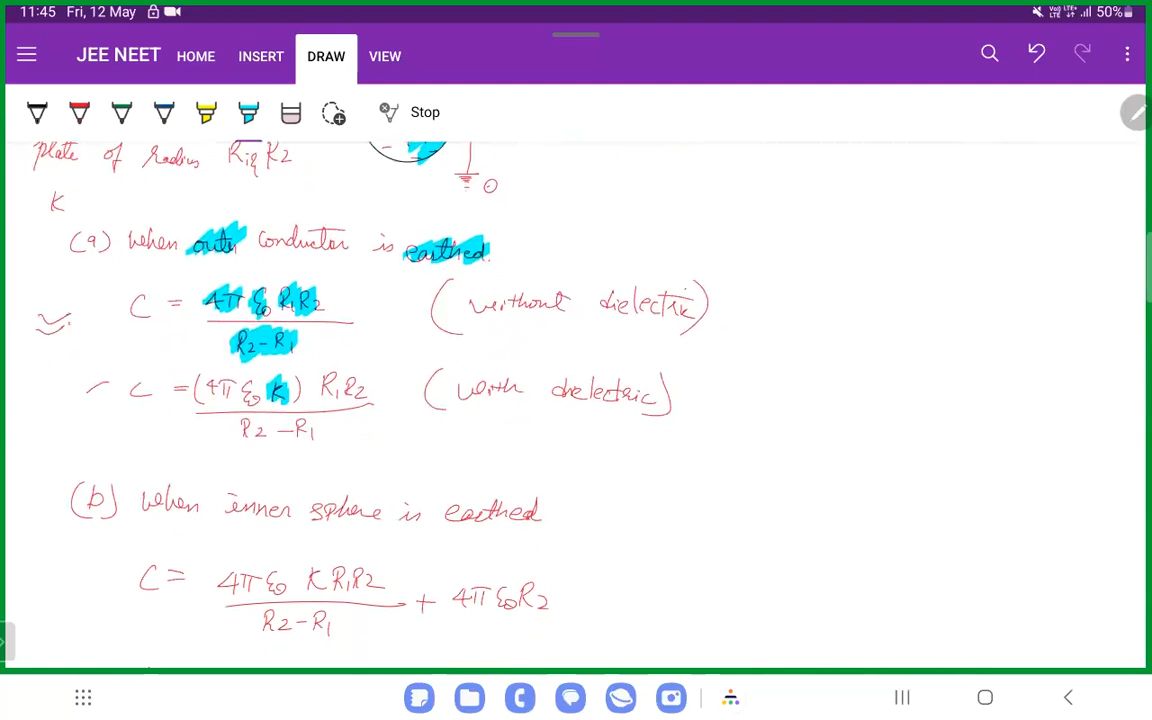 11:45 Fri, 12 May 50%
JEE NEET HOME INSERT DRAW VIEW
Stop
plate of radius R1 & R2
0
K
(a) when outer conductor is earthed.
C = 4πε0 R1R2 / R2-R1 (without dielectric)
C = (4πε0 K) R1R2 / R2-R1 (with dielectric)
(b) when inner sphere is earthed
C = 4πε0 K R1R2 / R2-R1 + 4πε0R2